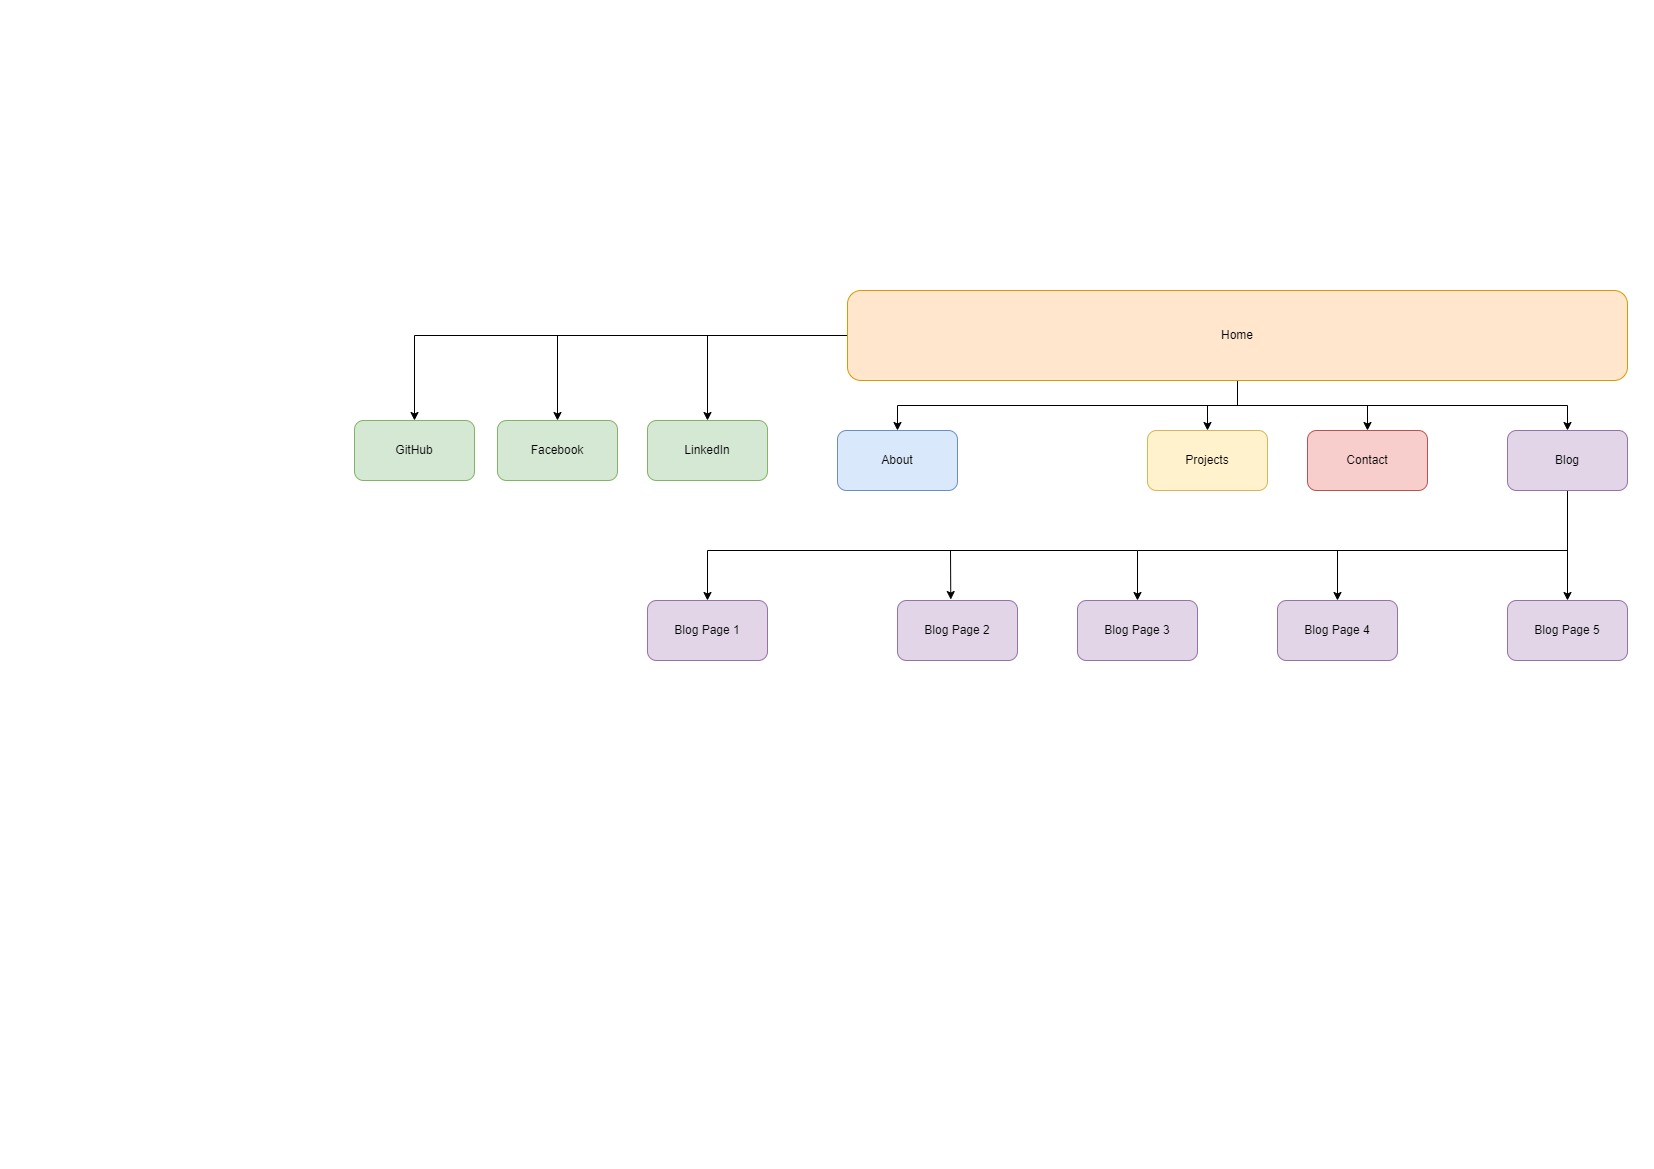 Home
GitHub
Facebook
LinkedIn
About
Projects
Contact
Blog
Blog Page 1
Blog Page 2
Blog Page 3
Blog Page 4
Blog Page 5